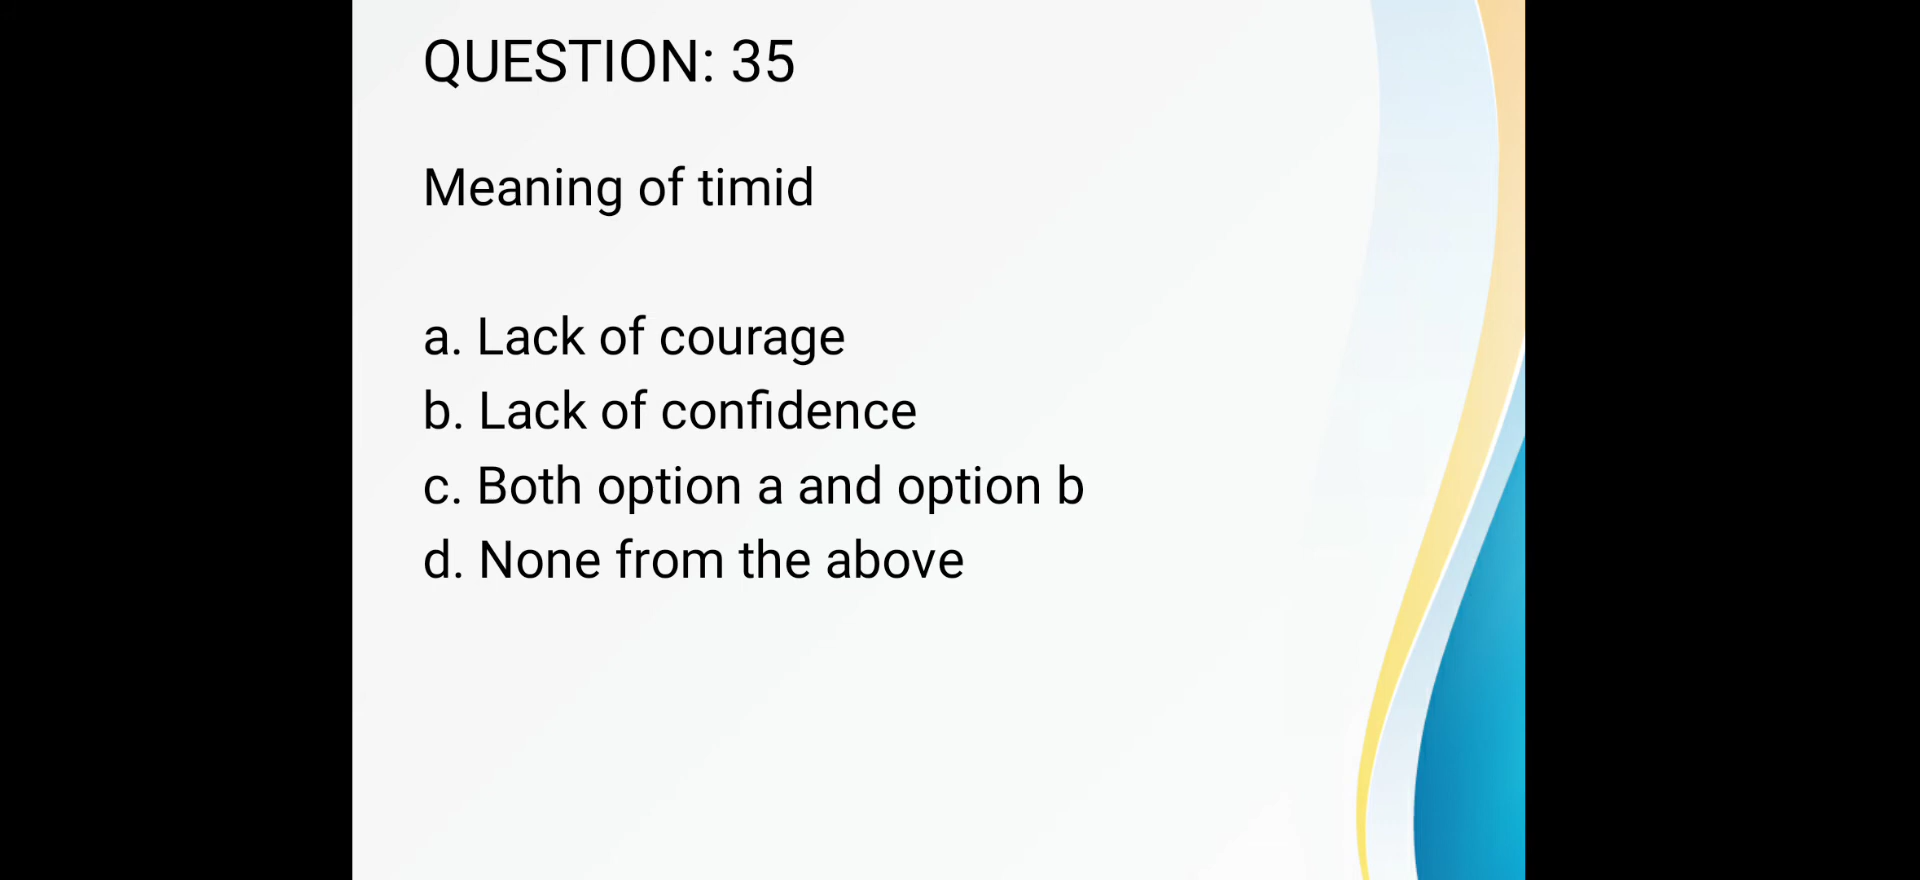 QUESTION: 35
Meaning of timid
a. Lack of courage
b. Lack of confidence
c. Both option a and option b
d. None from the above